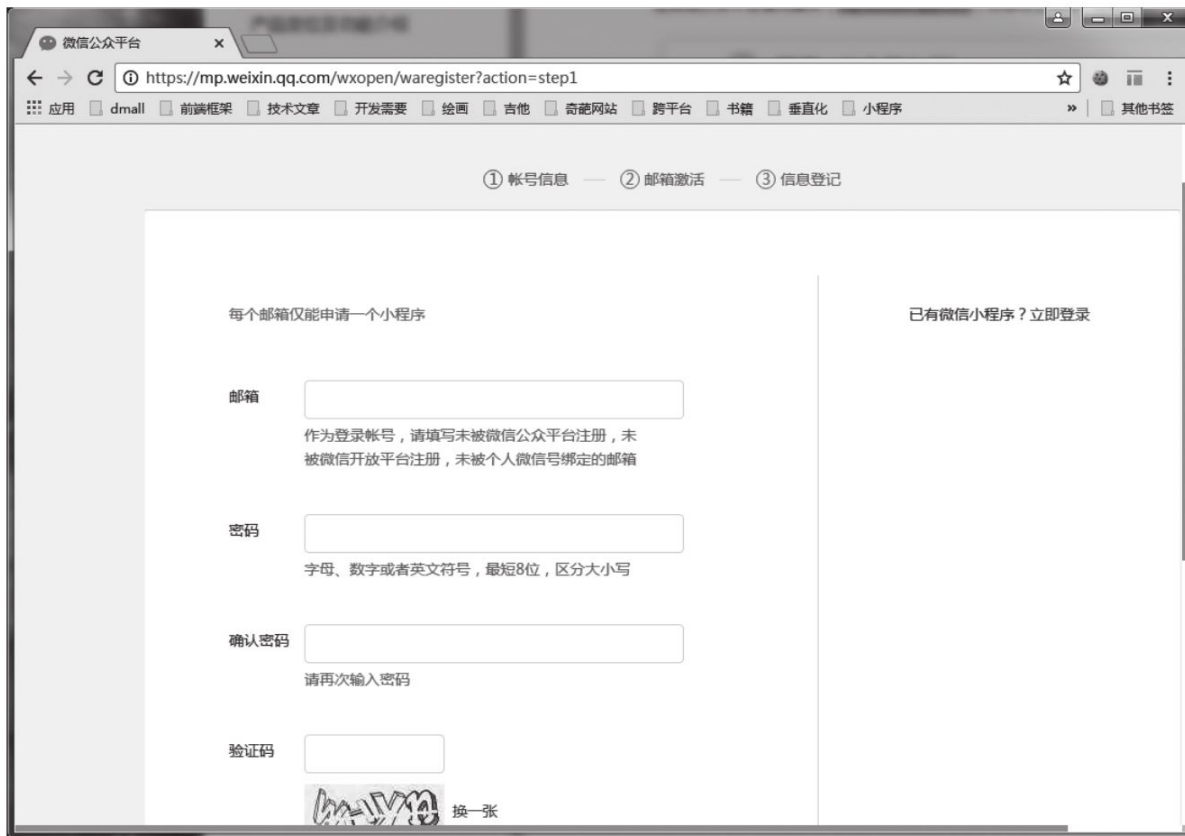 微信公众平台
https://mp.weixin.qq.com/wxopen/waregister?action=step1
应用 dmall 前端框架 技术文章 开发需要 绘画 吉他 奇葩网站 跨平台 书籍 垂直化 小程序 » 其他书签
① 帐号信息 — ② 邮箱激活 — ③ 信息登记
每个邮箱仅能申请一个小程序
已有微信小程序？立即登录
邮箱
作为登录帐号，请填写未被微信公众平台注册，未
被微信开放平台注册，未被个人微信号绑定的邮箱
密码
字母、数字或者英文符号，最短8位，区分大小写
确认密码
请再次输入密码
验证码
换一张